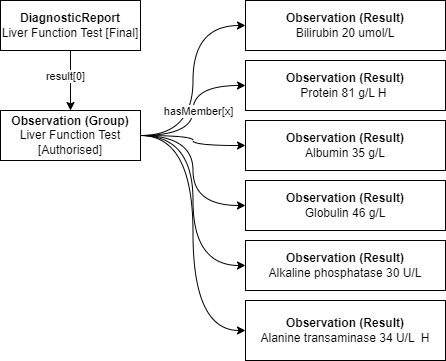 DiagnosticReport
Liver Function Test [Final]
result[0]
Observation (Group)
Liver Function Test
[Authorised]
hasMember[x]
Observation (Result)
Bilirubin 20 umol/L
Observation (Result)
Protein 81 g/L H
Observation (Result)
Albumin 35 g/L
Observation (Result)
Globulin 46 g/L
Observation (Result)
Alkaline phosphatase 30 U/L
Observation (Result)
Alanine transaminase 34 U/L  H